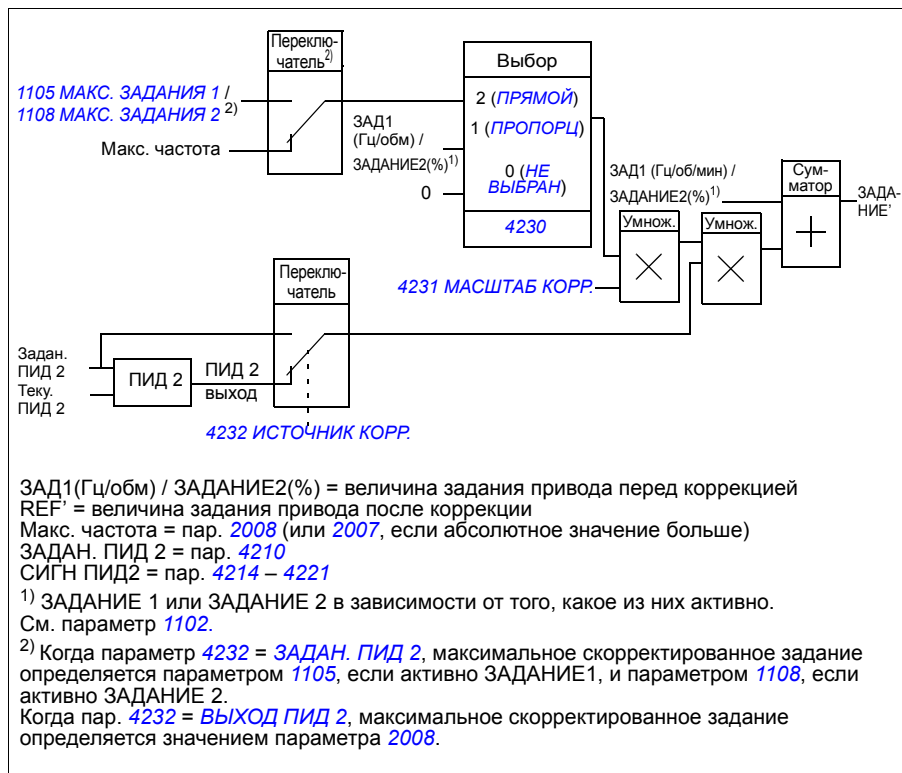 Переклю-
чатель2)
1105 МАКС. ЗАДАНИЯ 1 /
1108 МАКС. ЗАДАНИЯ 2 2)
Макс. частота
ЗАД1
(Гц/обм) /
ЗАДАНИЕ2(%)1)
0
Выбор
2 (ПРЯМОЙ)
1 (ПРОПОРЦ)
0 (НЕ
ВЫБРАН)
4230
ЗАД1 (Гц/об/мин) /
ЗАДАНИЕ2(%)1)
Умнож.
×
Умнож.
×
Сум-
матор
+
ЗАДА-
НИЕ’
4231 МАСШТАБ КОРР.
Переклю-
чатель
Задан.
ПИД 2
Теку.
ПИД 2
ПИД 2
ПИД 2
выход
4232 ИСТОЧНИК КОРР.
ЗАД1(Гц/обм) / ЗАДАНИЕ2(%) = величина задания привода перед коррекцией
REF’ = величина задания привода после коррекции
Макс. частота = пар. 2008 (или 2007, если абсолютное значение больше)
ЗАДАН. ПИД 2 = пар. 4210
СИГН ПИД2 = пар. 4214 – 4221
1) ЗАДАНИЕ 1 или ЗАДАНИЕ 2 в зависимости от того, какое из них активно.
См. параметр 1102.
2) Когда параметр 4232 = ЗАДАН. ПИД 2, максимальное скорректированное задание
определяется параметром 1105, если активно ЗАДАНИЕ1, и параметром 1108, если
активно ЗАДАНИЕ 2.
Когда пар. 4232 = ВЫХОД ПИД 2, максимальное скорректированное задание
определяется значением параметра 2008.